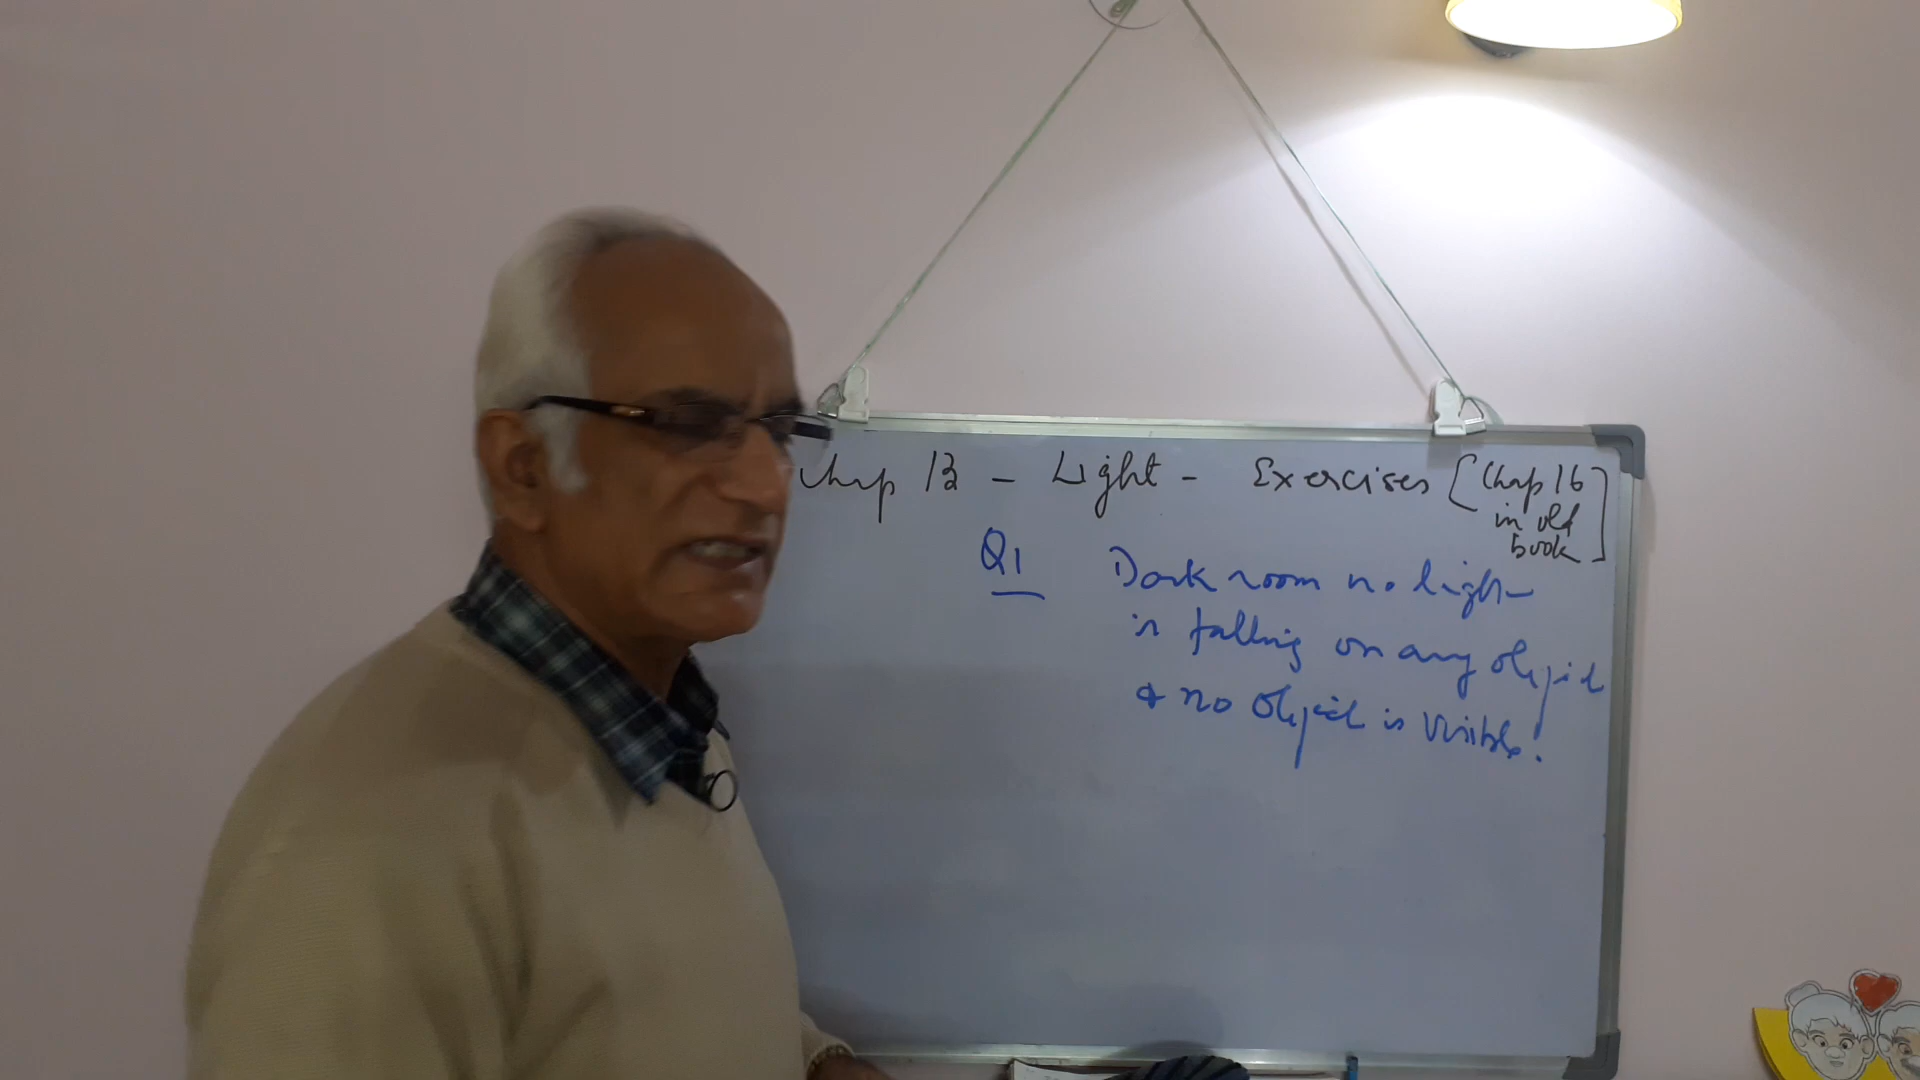 Chap 13 - Light - Exercises [Chap 16
in old
book]
Q1 Dark room no light
is falling on any object
& no object is visible.